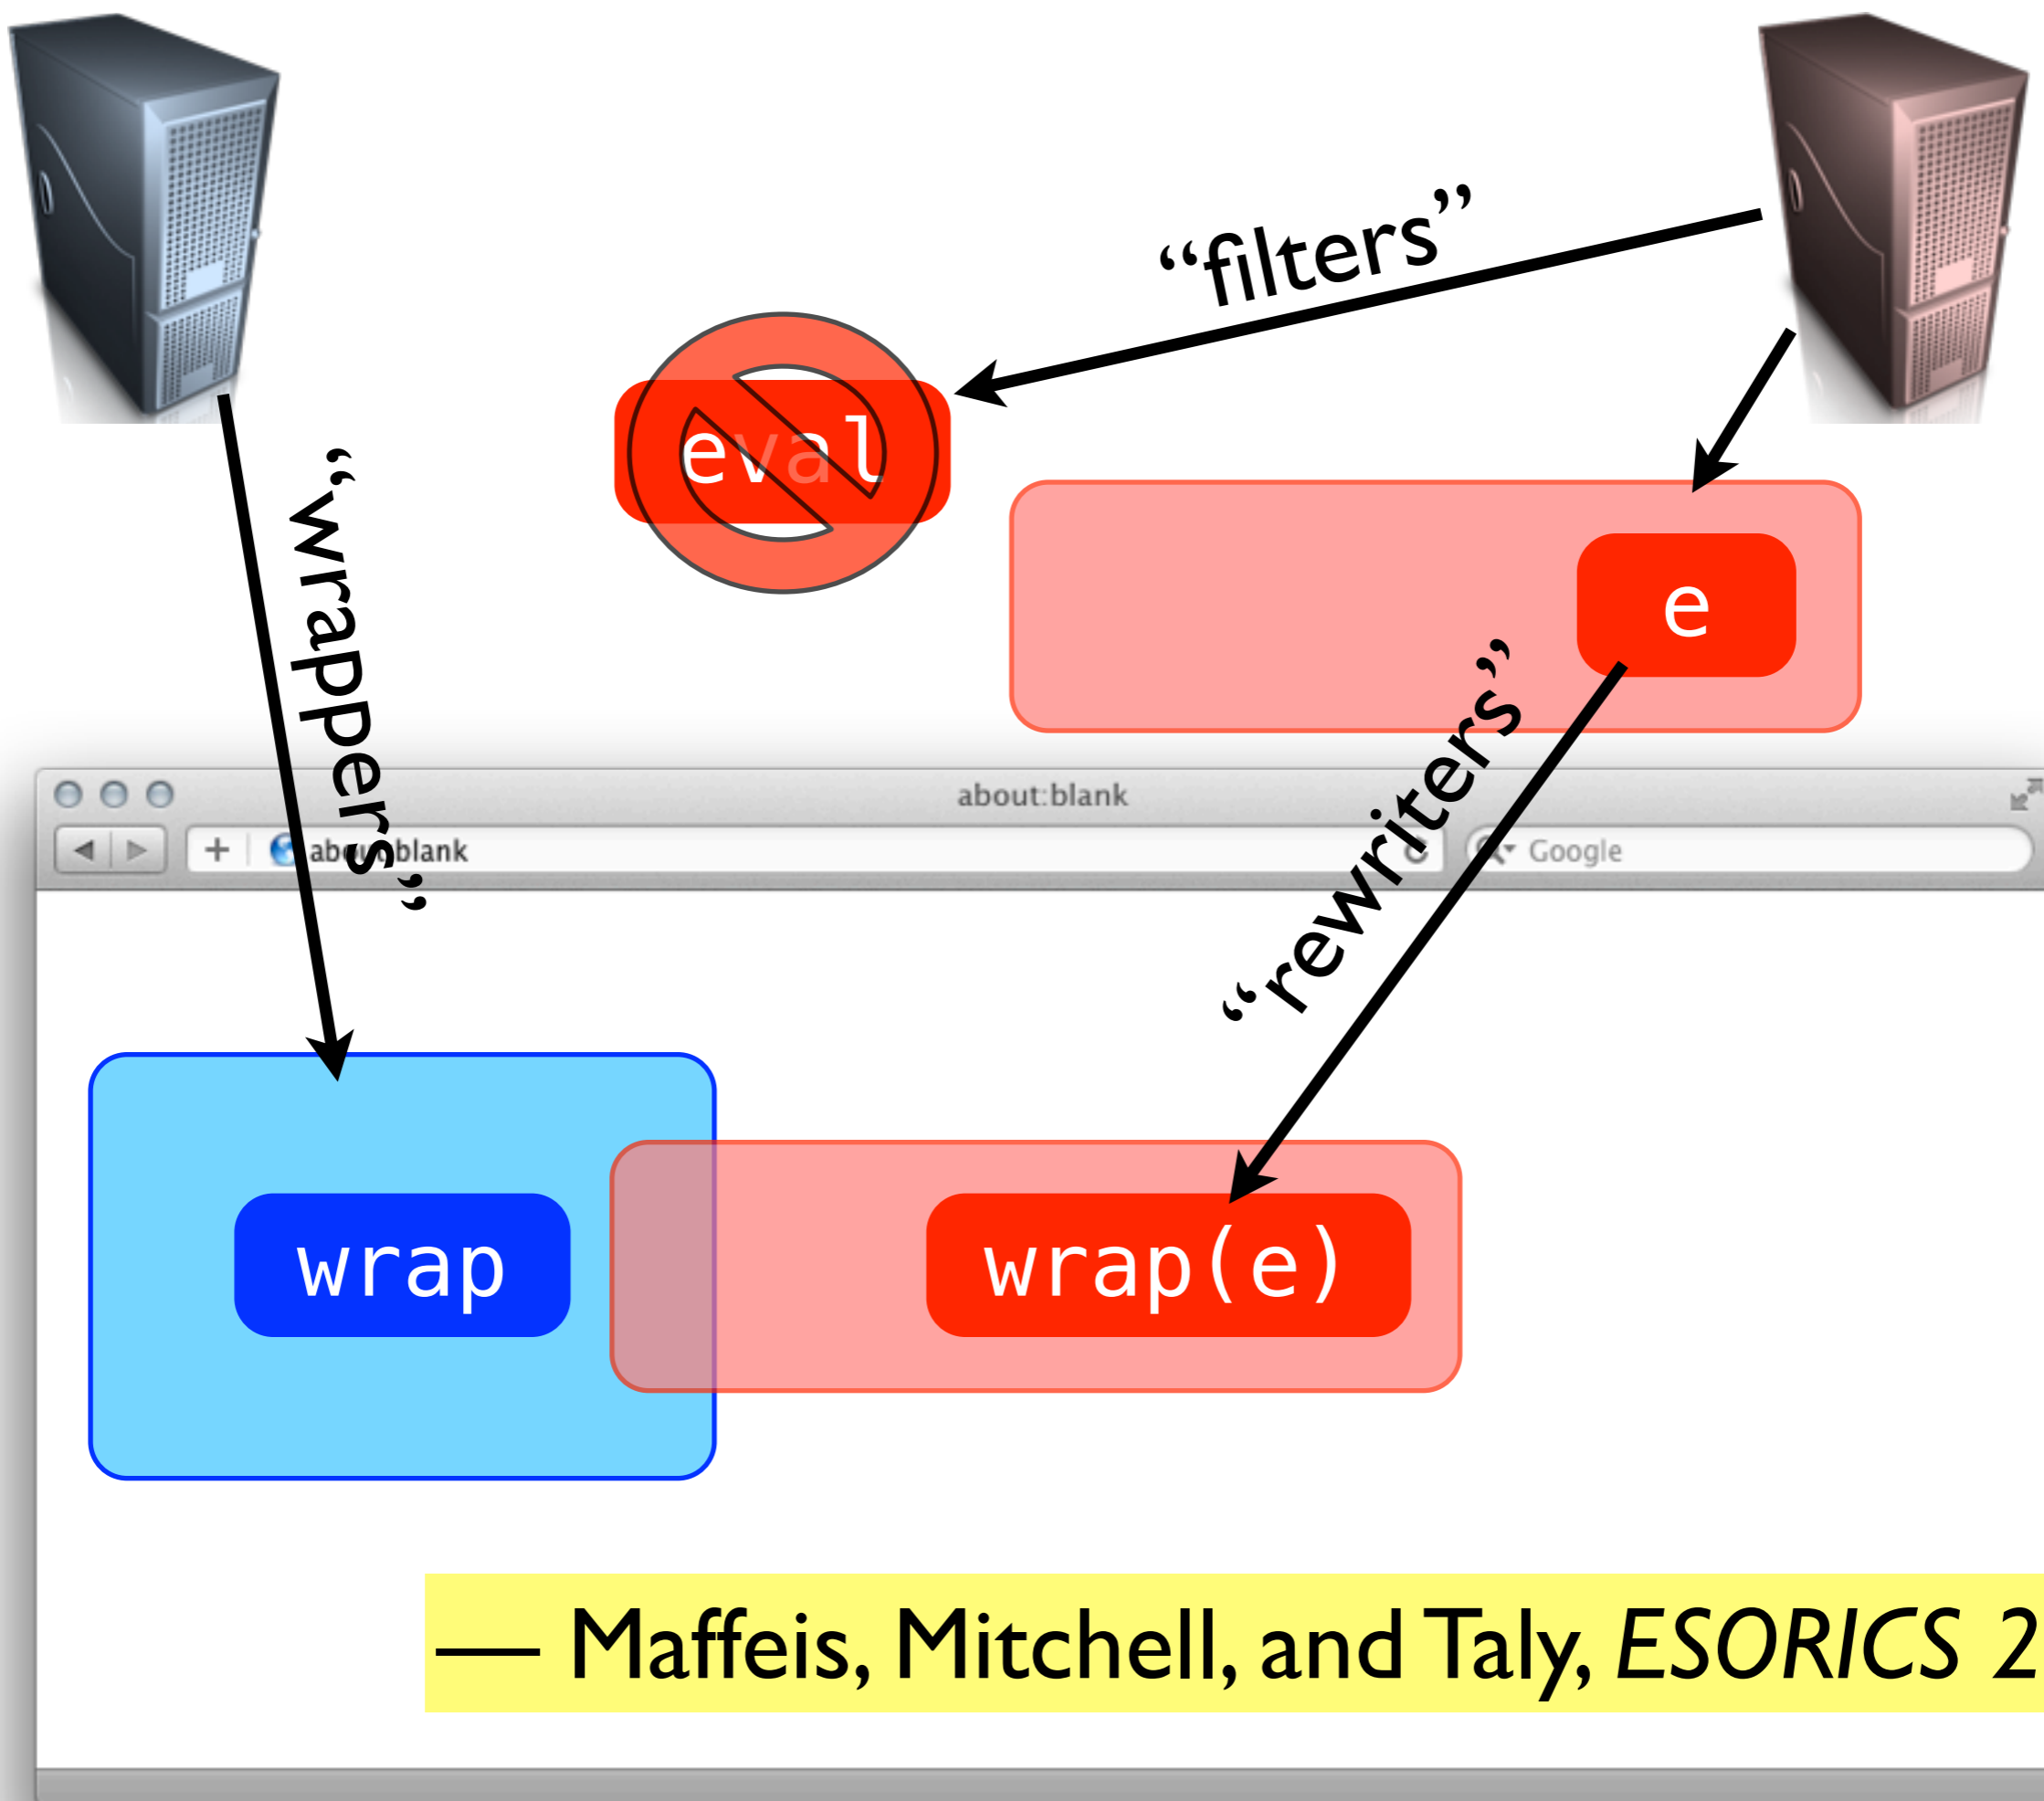 “filters”
eval
“wrappers”
e
“rewriters”
about:blank
about:blank
Google
wrap
wrap(e)
— Maffeis, Mitchell, and Taly, ESORICS 2